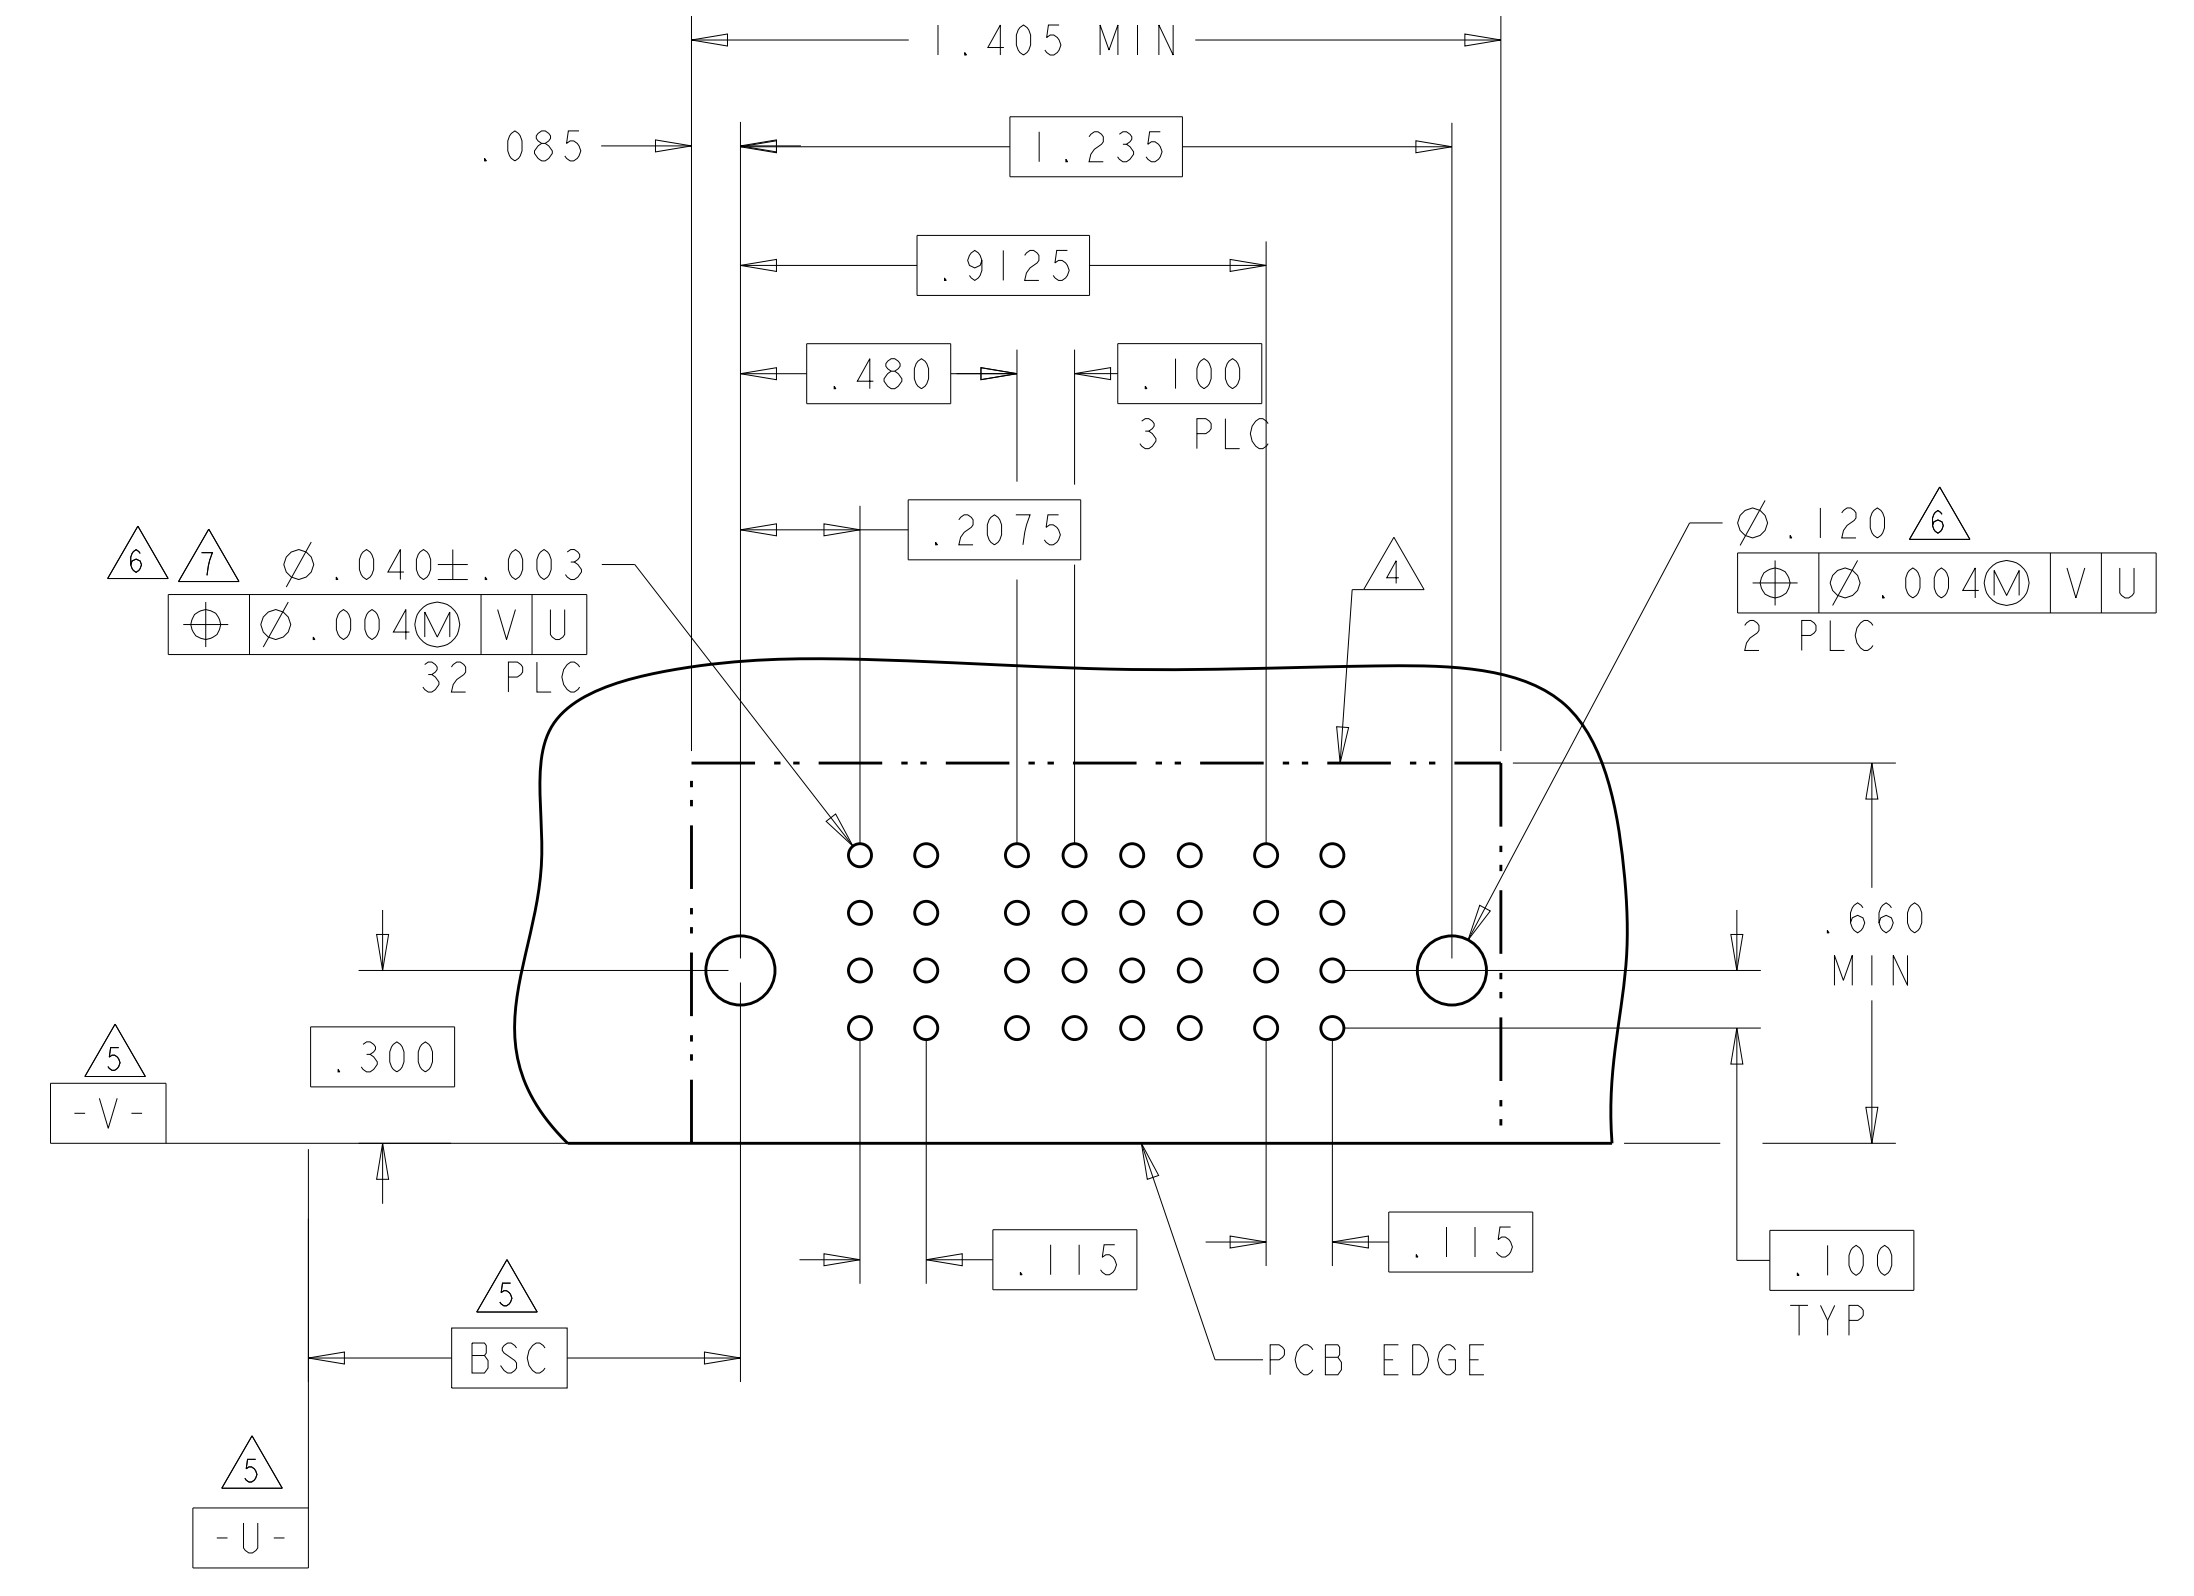 1.405 MIN
.085
1.235
.9125
.480
.100
3 PLC
.2075
6 7 Ø.040±.003
⌖ Ø.004Ⓜ V U
32 PLC
4
Ø.120 6
⌖ Ø.004Ⓜ V U
2 PLC
.660
MIN
.300
5
-V-
.115
.115
.100
TYP
5
BSC
PCB EDGE
5
-U-